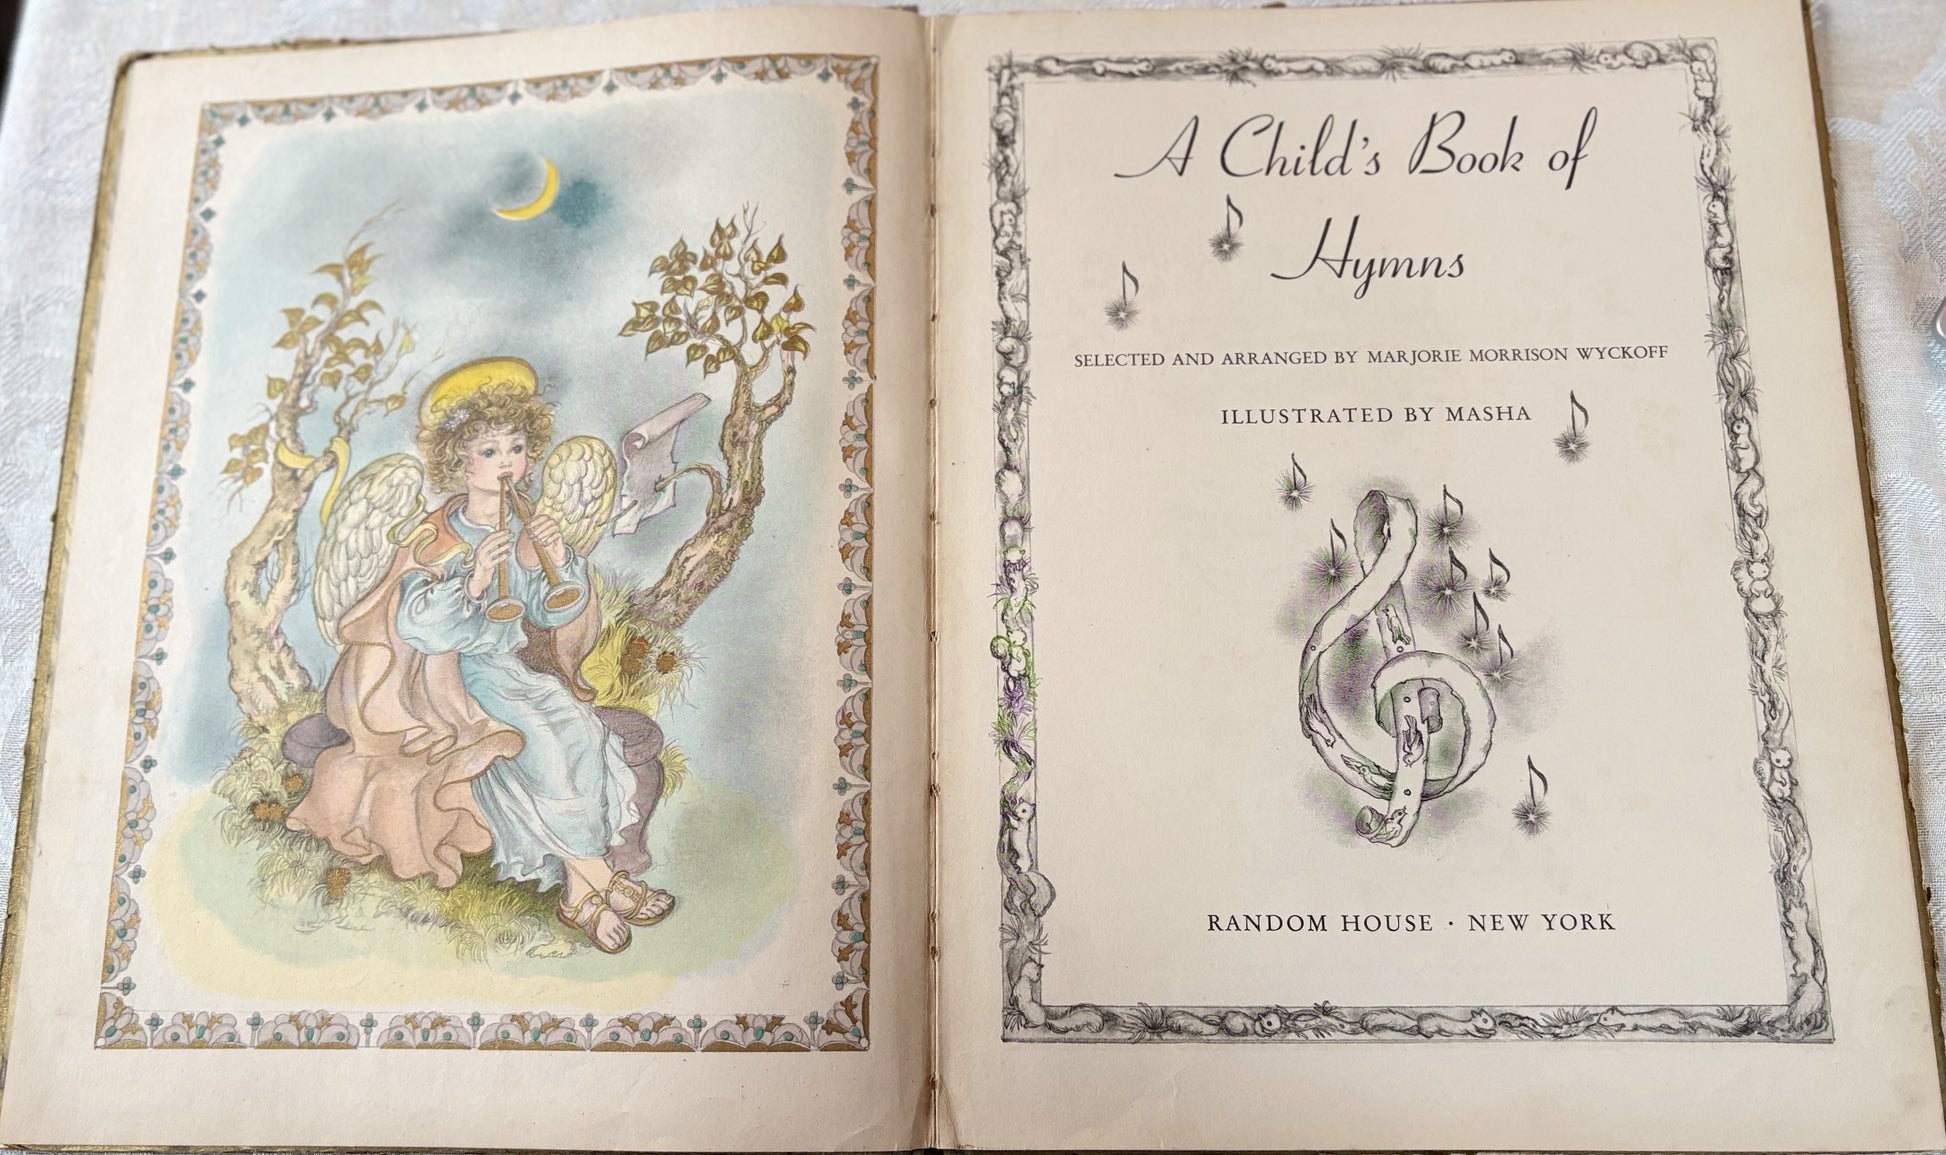 A Child's Book of
Hymns
SELECTED AND ARRANGED BY MARJORIE MORRISON WYCKOFF
ILLUSTRATED BY MASHA
RANDOM HOUSE · NEW YORK